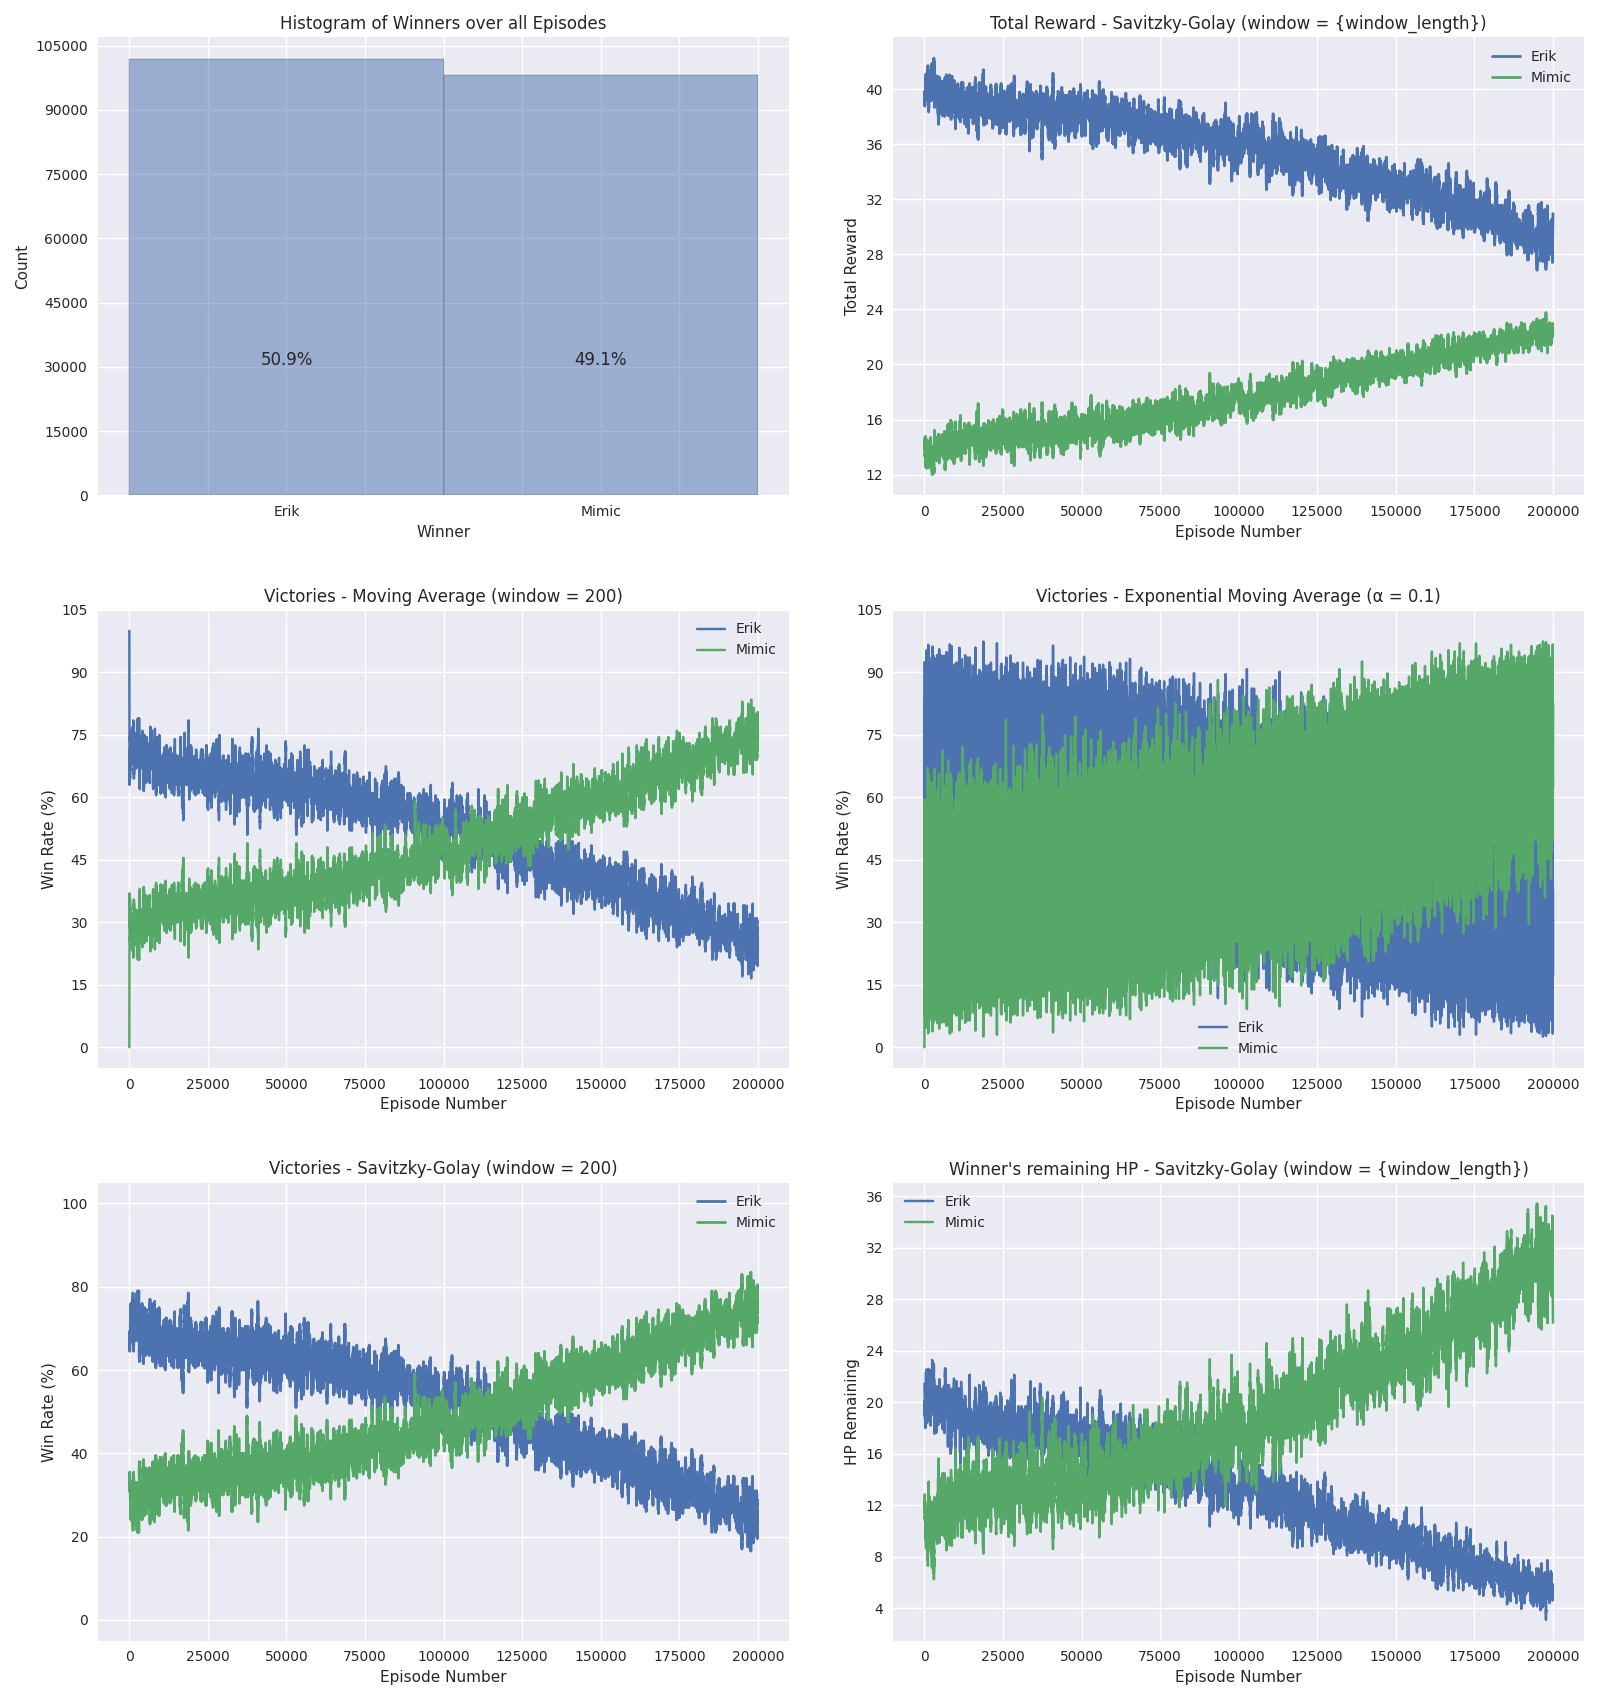 Histogram of Winners over all Episodes
105000
90000
75000
60000
45000
30000
15000
0
Count
50.9%
49.1%
Erik
Mimic
Winner
Total Reward - Savitzky-Golay (window = {window_length})
Erik
Mimic
40
36
32
28
24
20
16
12
Total Reward
0 25000 50000 75000 100000 125000 150000 175000 200000
Episode Number
Victories - Moving Average (window = 200)
Erik
Mimic
105
90
75
60
45
30
15
0
Win Rate (%)
0 25000 50000 75000 100000 125000 150000 175000 200000
Episode Number
Victories - Exponential Moving Average (α = 0.1)
105
90
75
60
45
30
15
0
Win Rate (%)
Erik
Mimic
0 25000 50000 75000 100000 125000 150000 175000 200000
Episode Number
Victories - Savitzky-Golay (window = 200)
Erik
Mimic
100
80
60
40
20
0
Win Rate (%)
0 25000 50000 75000 100000 125000 150000 175000 200000
Episode Number
Winner's remaining HP - Savitzky-Golay (window = {window_length})
Erik
Mimic
36
32
28
24
20
16
12
8
4
HP Remaining
0 25000 50000 75000 100000 125000 150000 175000 200000
Episode Number